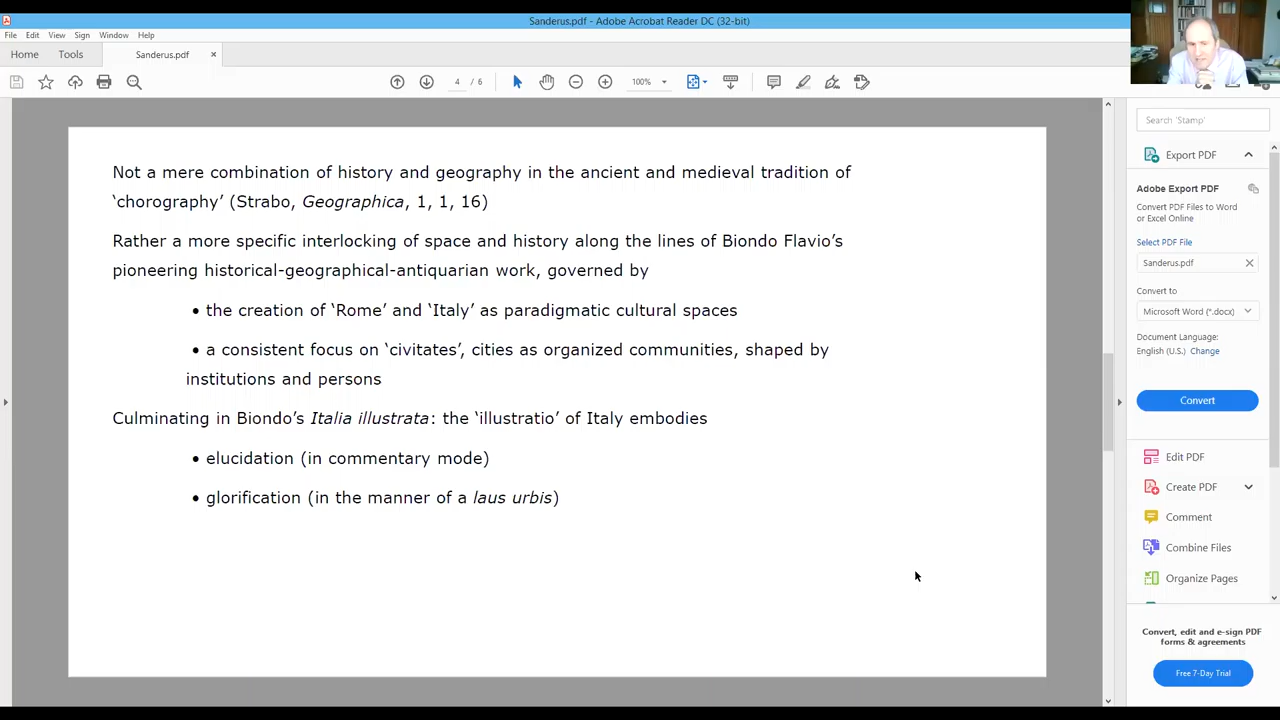 Sanderus.pdf - Adobe Acrobat Reader DC (32-bit)
File Edit View Sign Window Help
Home Tools Sanderus.pdf ×
4 / 6 100%
Search 'Stamp'
Export PDF
Adobe Export PDF
Convert PDF Files to Word
or Excel Online
Select PDF File
Sanderus.pdf
Convert to
Microsoft Word (*.docx)
Document Language:
English (U.S.) Change
Convert
Edit PDF
Create PDF
Comment
Combine Files
Organize Pages
Convert, edit and e-sign PDF
forms & agreements
Free 7-Day Trial
Not a mere combination of history and geography in the ancient and medieval tradition of
‘chorography’ (Strabo, Geographica, 1, 1, 16)
Rather a more specific interlocking of space and history along the lines of Biondo Flavio’s
pioneering historical-geographical-antiquarian work, governed by
• the creation of ‘Rome’ and ‘Italy’ as paradigmatic cultural spaces
• a consistent focus on ‘civitates’, cities as organized communities, shaped by
institutions and persons
Culminating in Biondo’s Italia illustrata: the ‘illustratio’ of Italy embodies
• elucidation (in commentary mode)
• glorification (in the manner of a laus urbis)